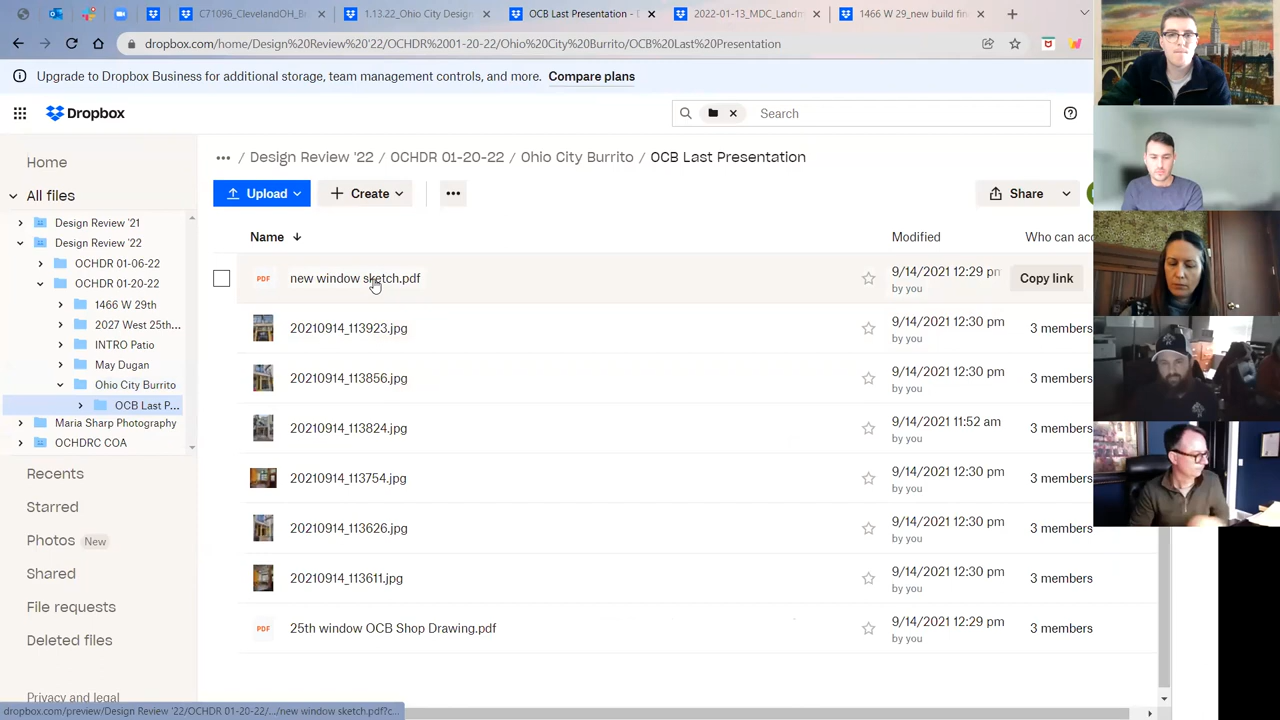 C71096_ClevelandOH_B
1.13.22_Ohio City Design
OCB Last Presentation - D
2022-01-13_MDC_Landm
1466 W 29_new build fin
dropbox.com/home/Design%20Review%20'22/OCHDR%2001-20-22/Ohio%20City%20Burrito/OCB%20Last%20Presentation
Upgrade to Dropbox Business for additional storage, team management controls, and more. Compare plans
Dropbox
Search
Home
... / Design Review '22 / OCHDR 01-20-22 / Ohio City Burrito / OCB Last Presentation
All files
Upload
Create
Share
Design Review '21
Design Review '22
OCHDR 01-06-22
OCHDR 01-20-22
1466 W 29th
2027 West 25th...
INTRO Patio
May Dugan
Ohio City Burrito
OCB Last P...
Maria Sharp Photography
OCHDRC COA
Recents
Starred
Photos New
Shared
File requests
Deleted files
Privacy and legal
Name
Modified
Who can acc
PDF new window sketch.pdf 9/14/2021 12:29 pm
by you
Copy link
20210914_113923.jpg 9/14/2021 12:30 pm 3 members
by you
20210914_113856.jpg 9/14/2021 12:30 pm 3 members
by you
20210914_113824.jpg 9/14/2021 11:52 am 3 members
by you
20210914_113754.jpg 9/14/2021 12:30 pm 3 members
by you
20210914_113626.jpg 9/14/2021 12:30 pm 3 members
by you
20210914_113611.jpg 9/14/2021 12:30 pm 3 members
by you
PDF 25th window OCB Shop Drawing.pdf 9/14/2021 12:29 pm 3 members
by you
dropbox.com/preview/Design Review '22/OCHDR 01-20-22/.../new window sketch.pdf?c...